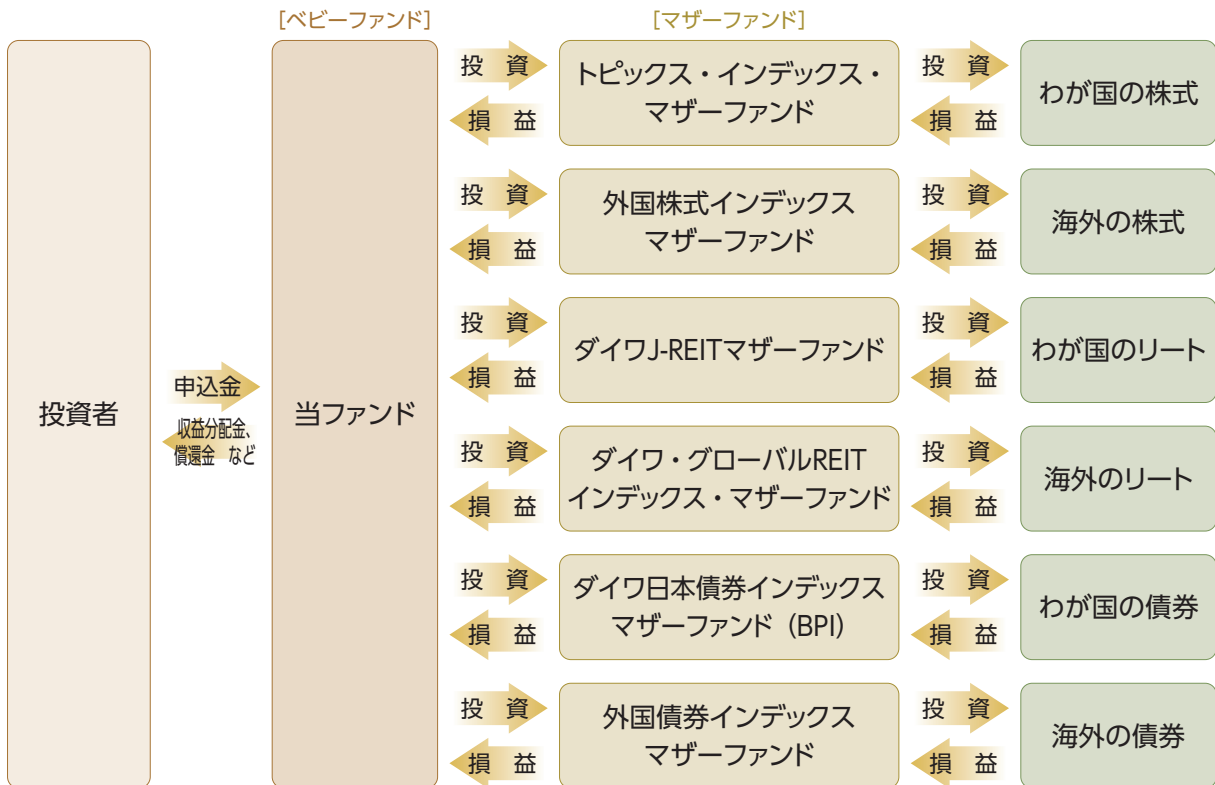 [ベビーファンド]
[マザーファンド]
投資者
申込金
収益分配金、
償還金 など
当ファンド
投 資
損 益
トピックス・インデックス・
マザーファンド
投 資
損 益
わが国の株式
投 資
損 益
外国株式インデックス
マザーファンド
投 資
損 益
海外の株式
投 資
損 益
ダイワJ-REITマザーファンド
投 資
損 益
わが国のリート
投 資
損 益
ダイワ・グローバルREIT
インデックス・マザーファンド
投 資
損 益
海外のリート
投 資
損 益
ダイワ日本債券インデックス
マザーファンド（BPI）
投 資
損 益
わが国の債券
投 資
損 益
外国債券インデックス
マザーファンド
投 資
損 益
海外の債券